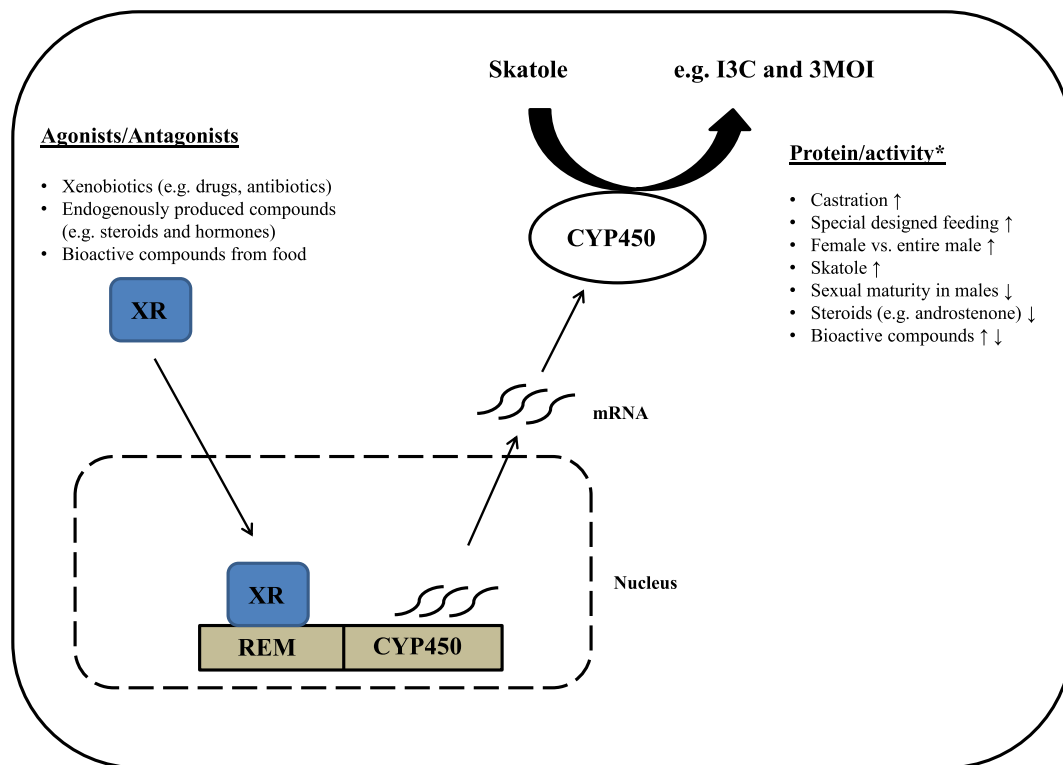 Skatole
e.g. I3C and 3MOI
Agonists/Antagonists
• Xenobiotics (e.g. drugs, antibiotics)
• Endogenously produced compounds
(e.g. steroids and hormones)
• Bioactive compounds from food
Protein/activity*
• Castration ↑
• Special designed feeding ↑
• Female vs. entire male ↑
• Skatole ↑
• Sexual maturity in males ↓
• Steroids (e.g. androstenone) ↓
• Bioactive compounds ↑ ↓
CYP450
XR
mRNA
Nucleus
XR
REM
CYP450